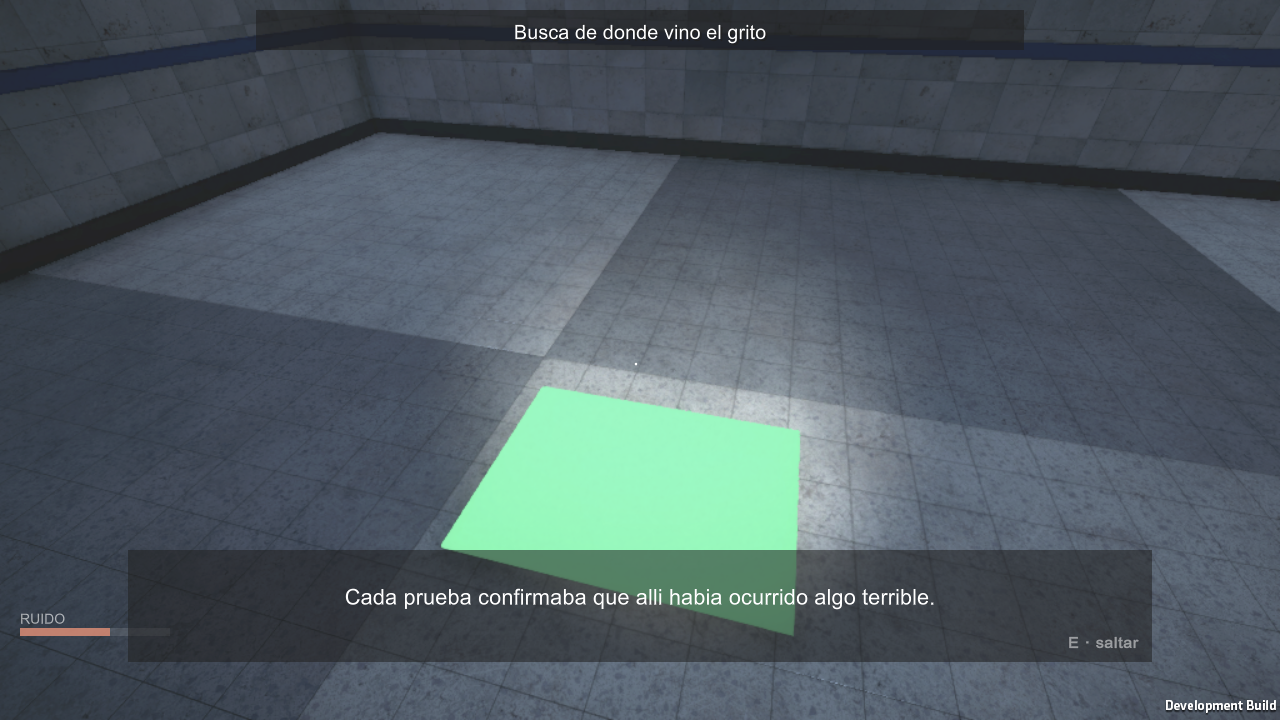 Busca de donde vino el grito
Cada prueba confirmaba que alli habia ocurrido algo terrible.
RUIDO
E · saltar
Development Build